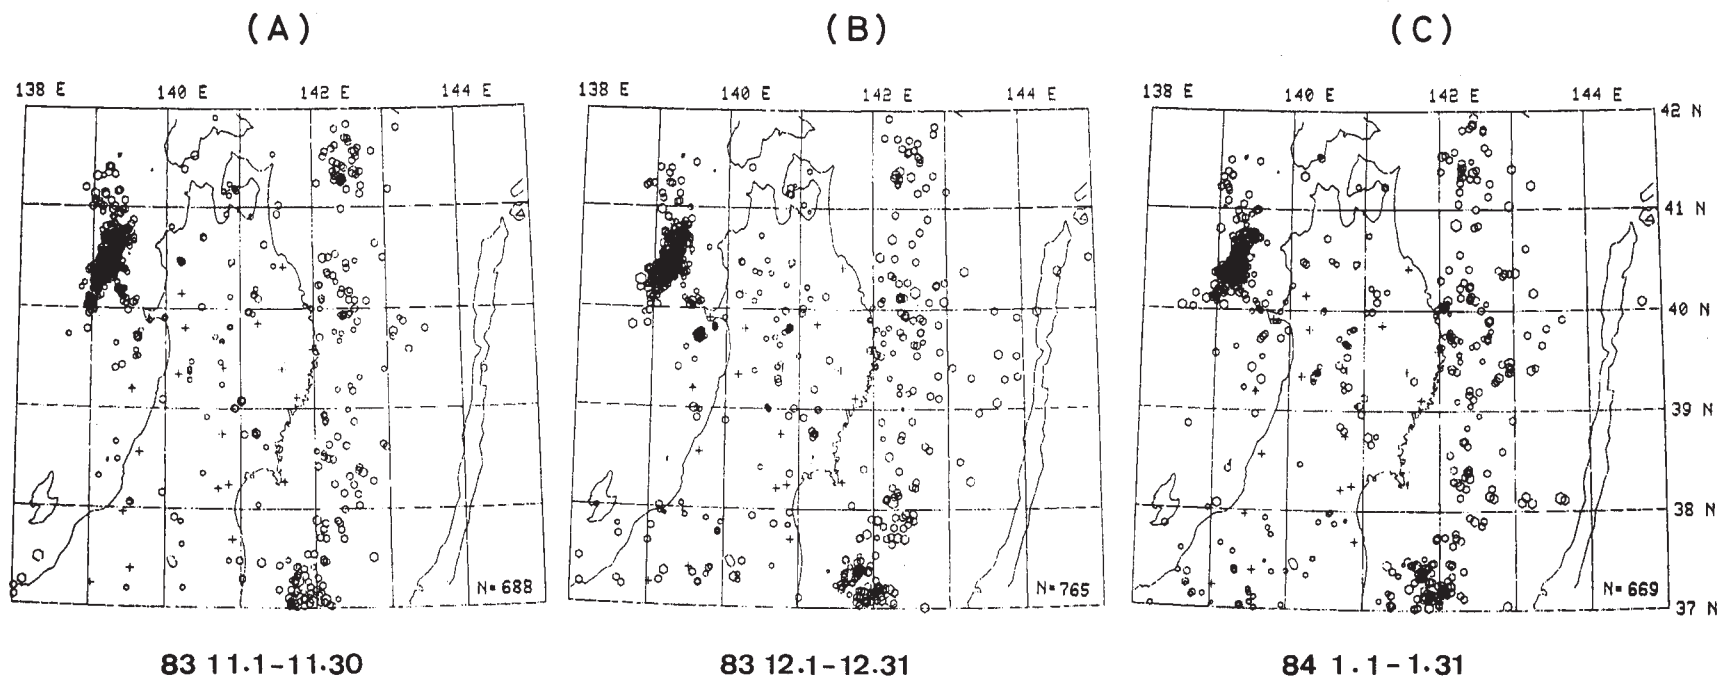 (A) (B) (C)
138 E 140 E 142 E 144 E 138 E 140 E 142 E 144 E 138 E 140 E 142 E 144 E
42 N
41 N
40 N
39 N
38 N
N=688 N=765 N=669
37 N
83 11.1-11.30 83 12.1-12.31 84 1.1-1.31